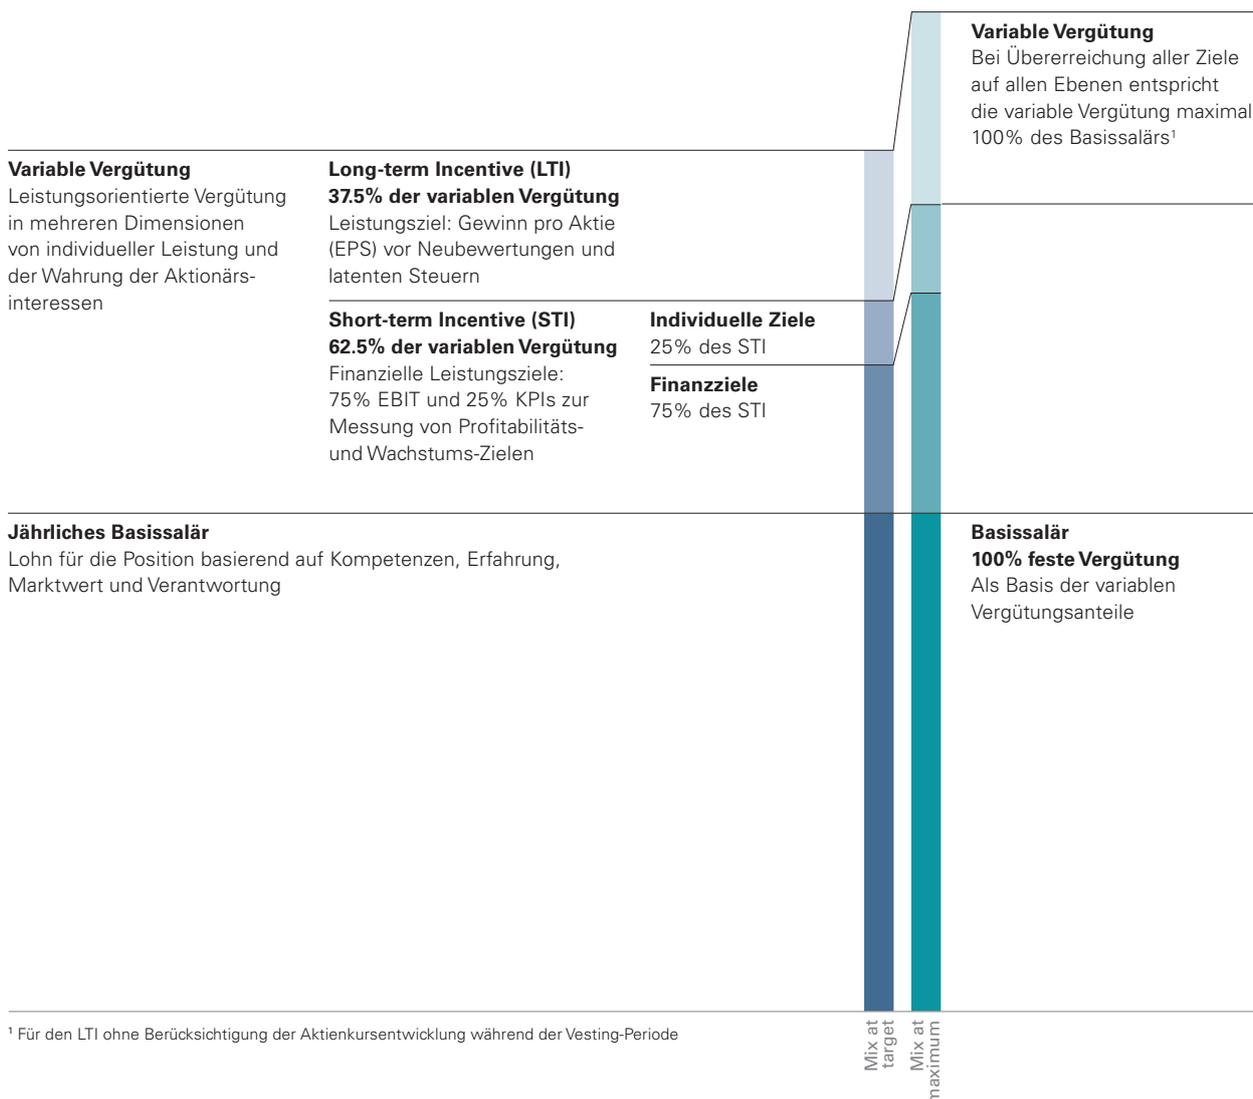 Variable Vergütung
Bei Übererreichung aller Ziele
auf allen Ebenen entspricht
die variable Vergütung maximal
100% des Basissalärs¹
Variable Vergütung
Leistungsorientierte Vergütung
in mehreren Dimensionen
von individueller Leistung und
der Wahrung der Aktionärs-
interessen
Long-term Incentive (LTI)
37.5% der variablen Vergütung
Leistungsziel: Gewinn pro Aktie
(EPS) vor Neubewertungen und
latenten Steuern
Short-term Incentive (STI)
62.5% der variablen Vergütung
Finanzielle Leistungsziele:
75% EBIT und 25% KPIs zur
Messung von Profitabilitäts-
und Wachstums-Zielen
Individuelle Ziele
25% des STI
Finanzziele
75% des STI
Jährliches Basissalär
Lohn für die Position basierend auf Kompetenzen, Erfahrung,
Marktwert und Verantwortung
Basissalär
100% feste Vergütung
Als Basis der variablen
Vergütungsanteile
¹ Für den LTI ohne Berücksichtigung der Aktienkursentwicklung während der Vesting-Periode
Mix at
target
Mix at
maximum